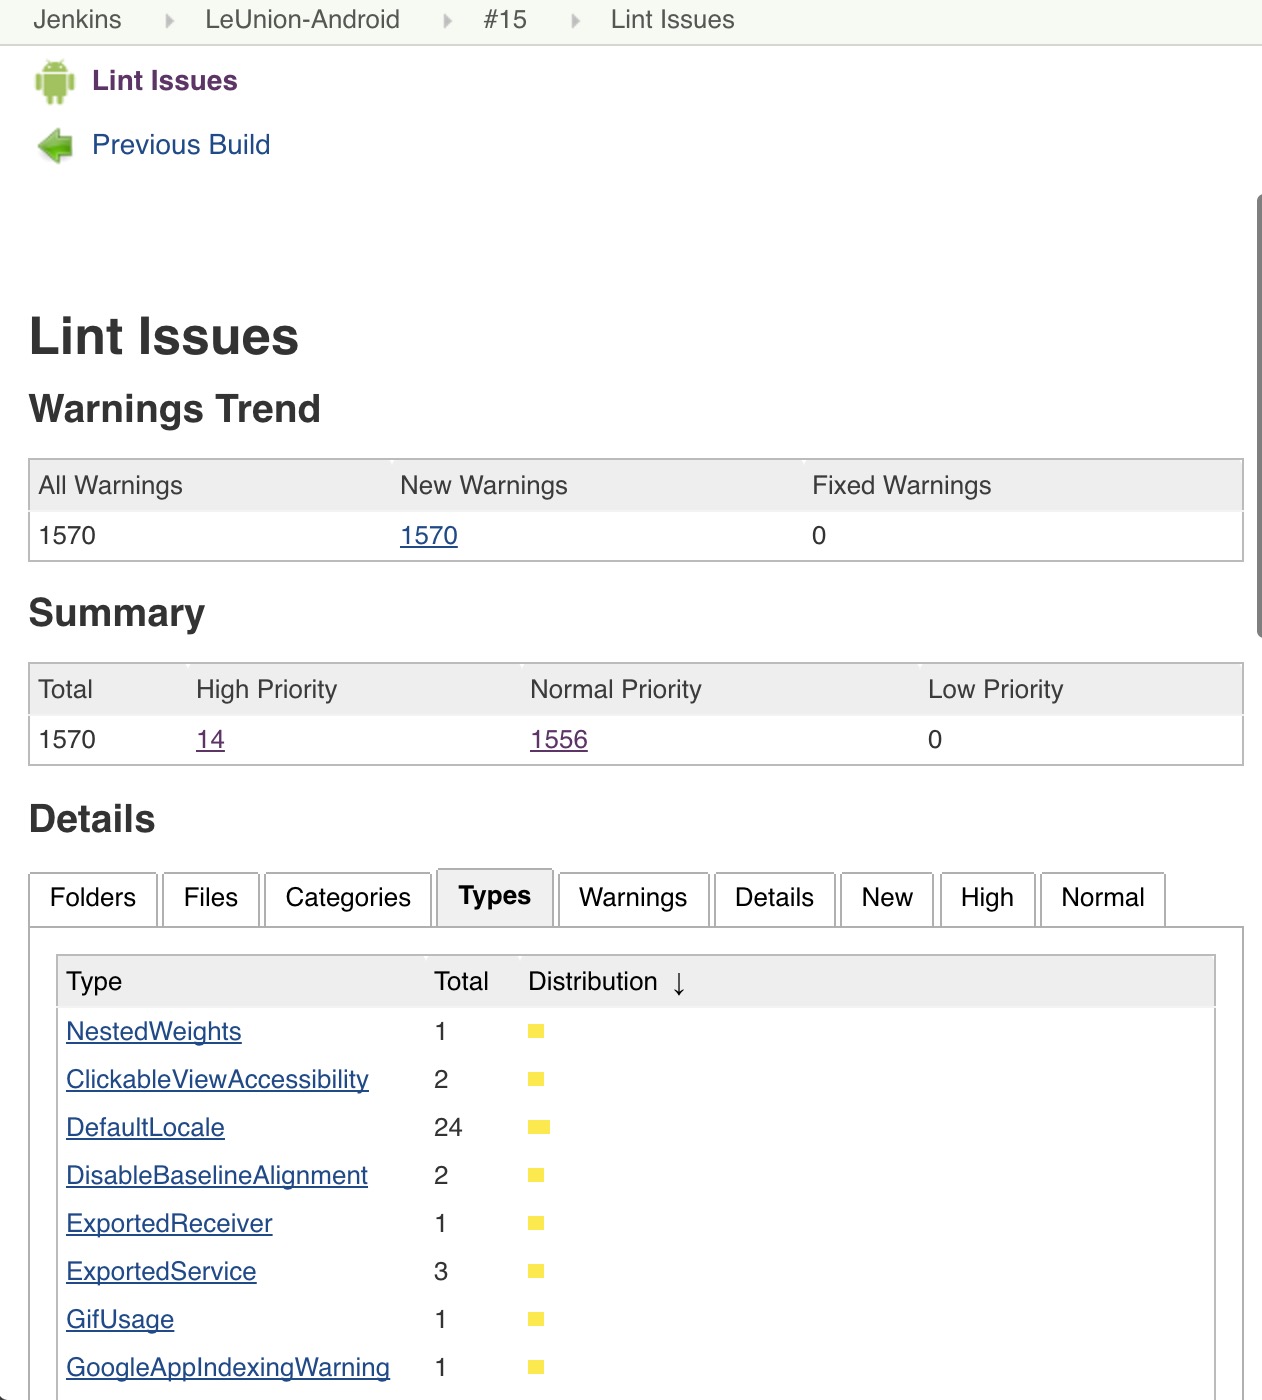 Jenkins LeUnion-Android #15 Lint Issues
Lint Issues
Previous Build
Lint Issues
Warnings Trend
All Warnings New Warnings Fixed Warnings
1570 1570 0
Summary
Total High Priority Normal Priority Low Priority
1570 14 1556 0
Details
Folders Files Categories Types Warnings Details New High Normal
Type Total Distribution ↓
NestedWeights 1
ClickableViewAccessibility 2
DefaultLocale 24
DisableBaselineAlignment 2
ExportedReceiver 1
ExportedService 3
GifUsage 1
GoogleAppIndexingWarning 1